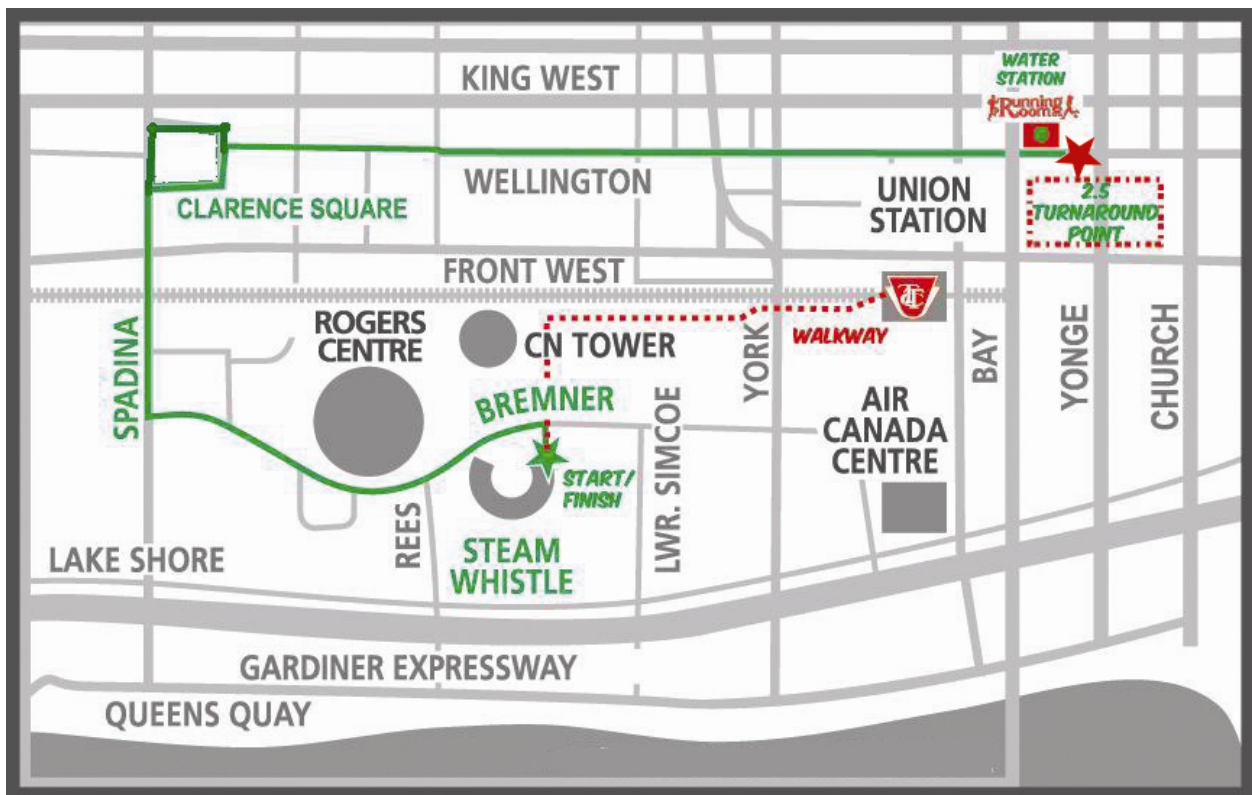 KING WEST
WATER
STATION
Running
Room
WELLINGTON
CLARENCE SQUARE
UNION
STATION
2.5
TURNAROUND
POINT
FRONT WEST
SPADINA
ROGERS
CENTRE
CN TOWER
WALKWAY
TTC
YORK
BAY
YONGE
CHURCH
BREMNER
AIR
CANADA
CENTRE
START/
FINISH
LWR. SIMCOE
REES
STEAM
WHISTLE
LAKE SHORE
GARDINER EXPRESSWAY
QUEENS QUAY